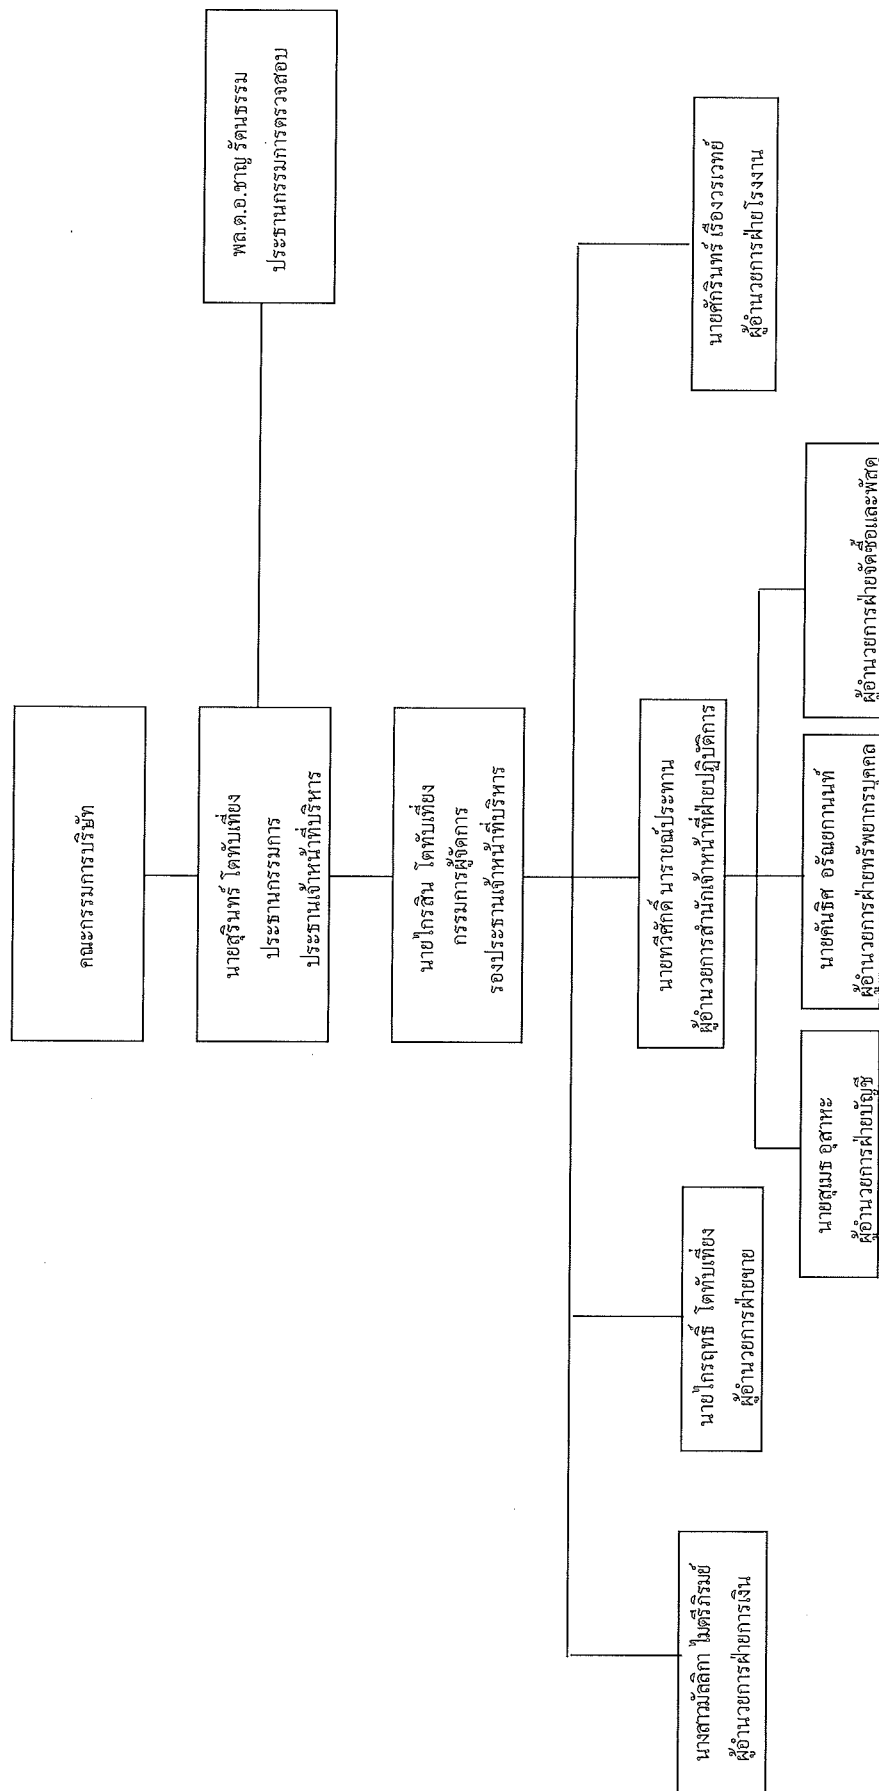 คณะกรรมการบริษัท
นายสุรินทร์ โตทับเที่ยง
ประธานกรรมการ
ประธานเจ้าหน้าที่บริหาร
พล.ต.อ.ชาญ รัตนธรรม
ประธานกรรมการตรวจสอบ
นายไกรสิน โตทับเที่ยง
กรรมการผู้จัดการ
รองประธานเจ้าหน้าที่บริหาร
นางสาวมัลลิกา ไมตรีภิรมย์
ผู้อำนวยการฝ่ายการเงิน
นายไกรฤทธิ์ โตทับเที่ยง
ผู้อำนวยการฝ่ายขาย
นายทวีศักดิ์ นารายณ์ประทาน
ผู้อำนวยการสำนักเจ้าหน้าที่ฝ่ายปฏิบัติการ
นายศักรินทร์ เรืองวรเวทย์
ผู้อำนวยการฝ่ายโรงงาน
นายสุเมธ อุสาหะ
ผู้อำนวยการฝ่ายบัญชี
นายคันธิศ อรัณยกานนท์
ผู้อำนวยการฝ่ายทรัพยากรบุคคล
ผู้อำนวยการฝ่ายจัดซื้อและพัสดุ